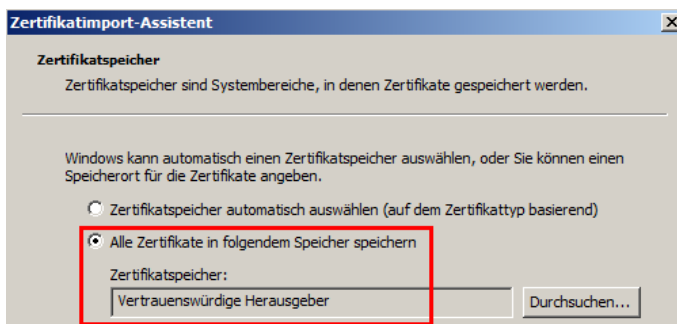 Zertifikatimport-Assistent
Zertifikatspeicher
Zertifikatspeicher sind Systembereiche, in denen Zertifikate gespeichert werden.
Windows kann automatisch einen Zertifikatspeicher auswählen, oder Sie können einen
Speicherort für die Zertifikate angeben.
Zertifikatspeicher automatisch auswählen (auf dem Zertifikattyp basierend)
Alle Zertifikate in folgendem Speicher speichern
Zertifikatspeicher:
Vertrauenswürdige Herausgeber
Durchsuchen...